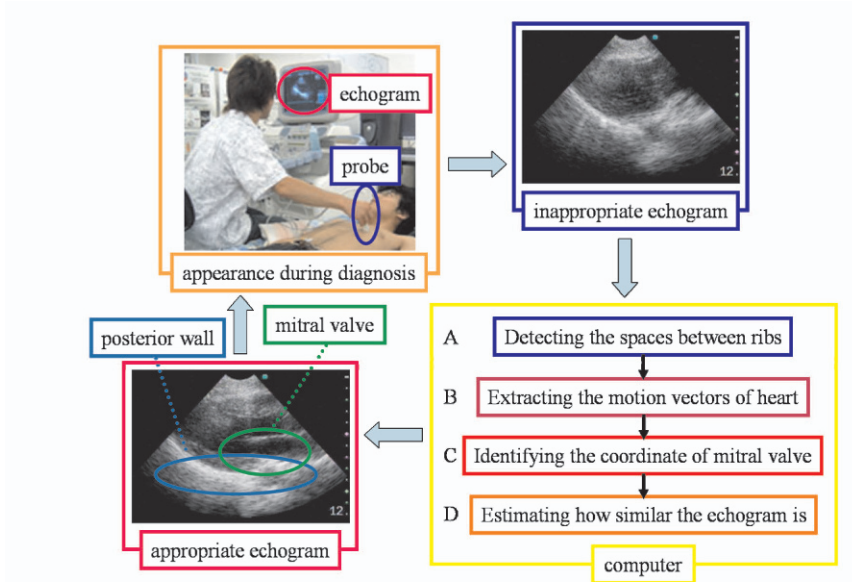 echogram
probe
appearance during diagnosis
12.
inappropriate echogram
posterior wall
mitral valve
12.
appropriate echogram
A Detecting the spaces between ribs
B Extracting the motion vectors of heart
C Identifying the coordinate of mitral valve
D Estimating how similar the echogram is
computer